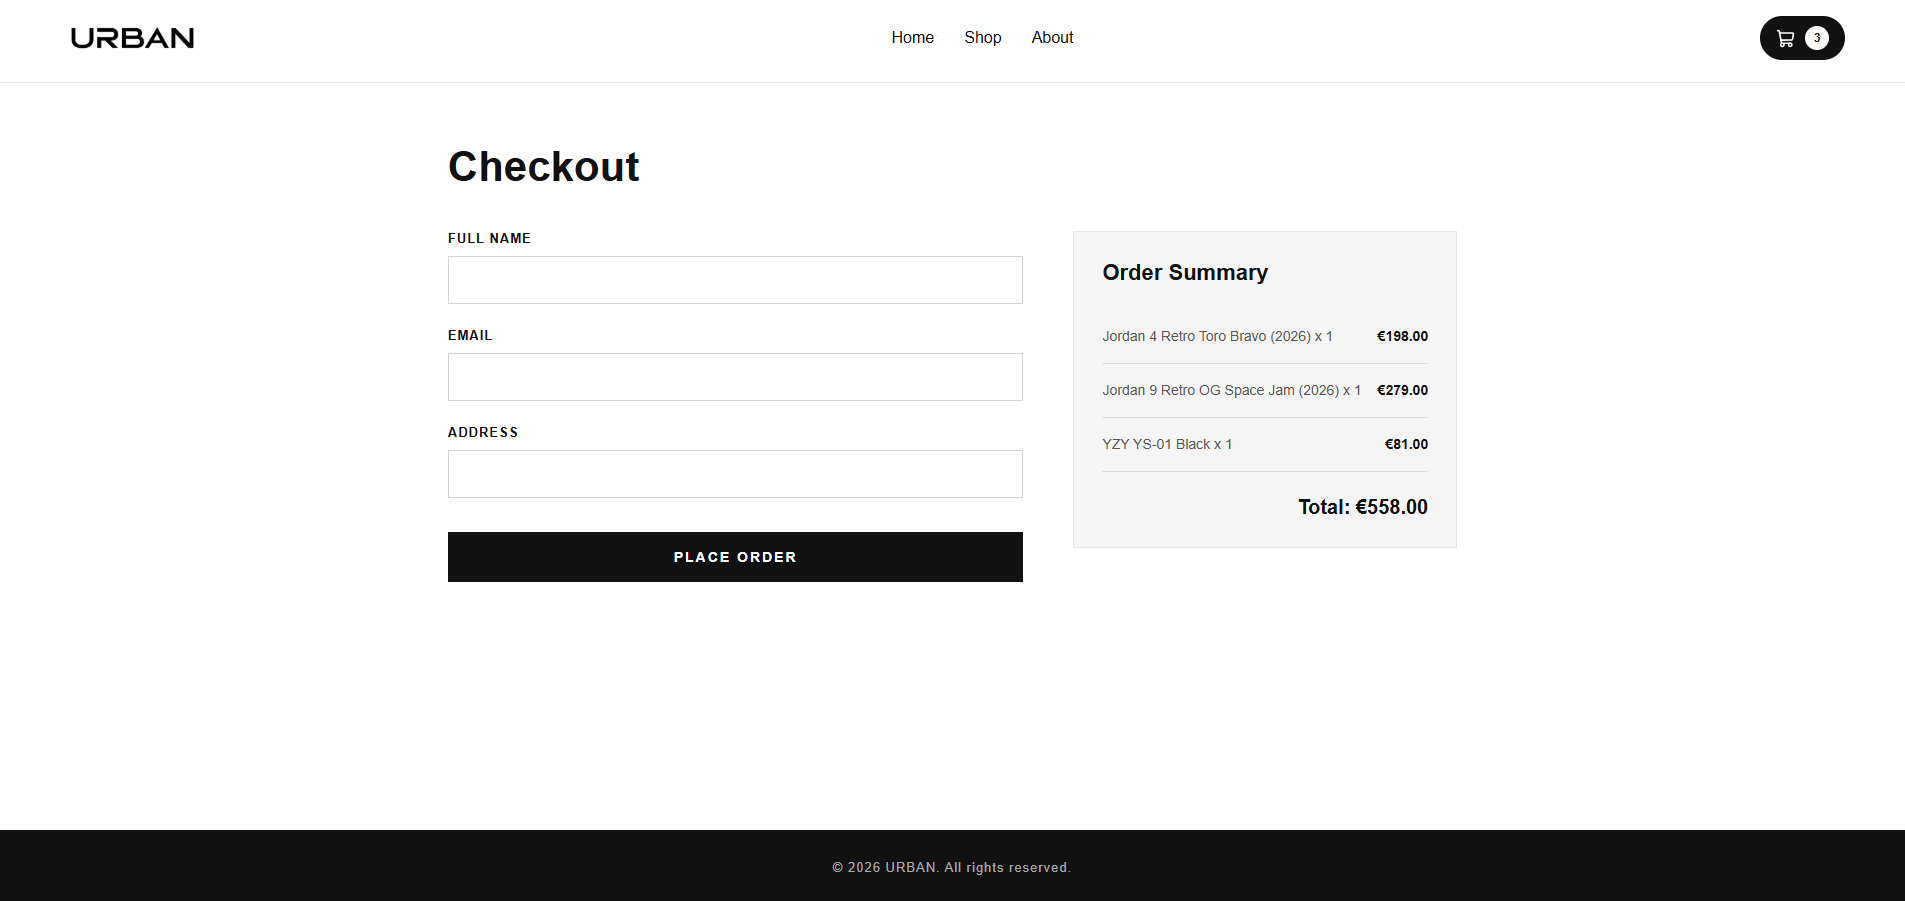 URBAN
Home Shop About
3
Checkout
FULL NAME
EMAIL
ADDRESS
PLACE ORDER
Order Summary
Jordan 4 Retro Toro Bravo (2026) x 1 €198.00
Jordan 9 Retro OG Space Jam (2026) x 1 €279.00
YZY YS-01 Black x 1 €81.00
Total: €558.00
© 2026 URBAN. All rights reserved.